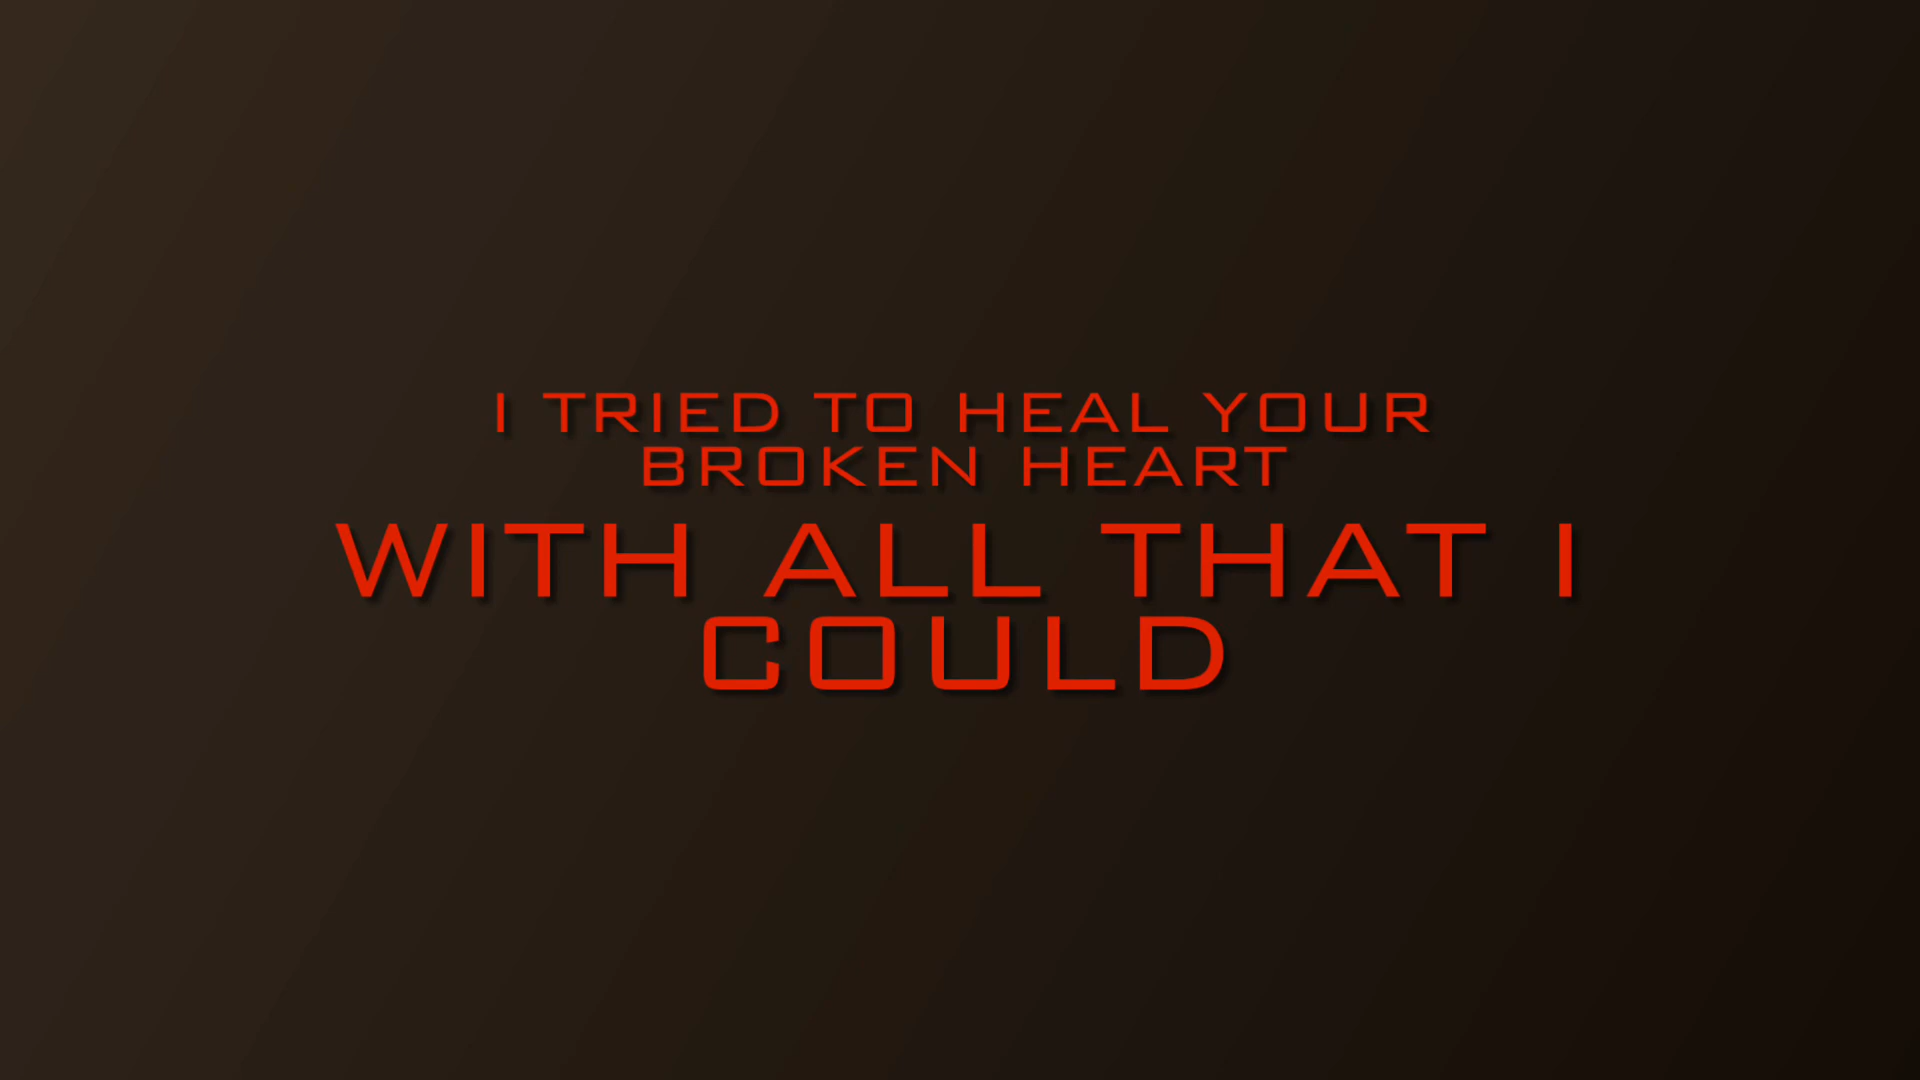 I TRIED TO HEAL YOUR
BROKEN HEART
WITH ALL THAT I
COULD